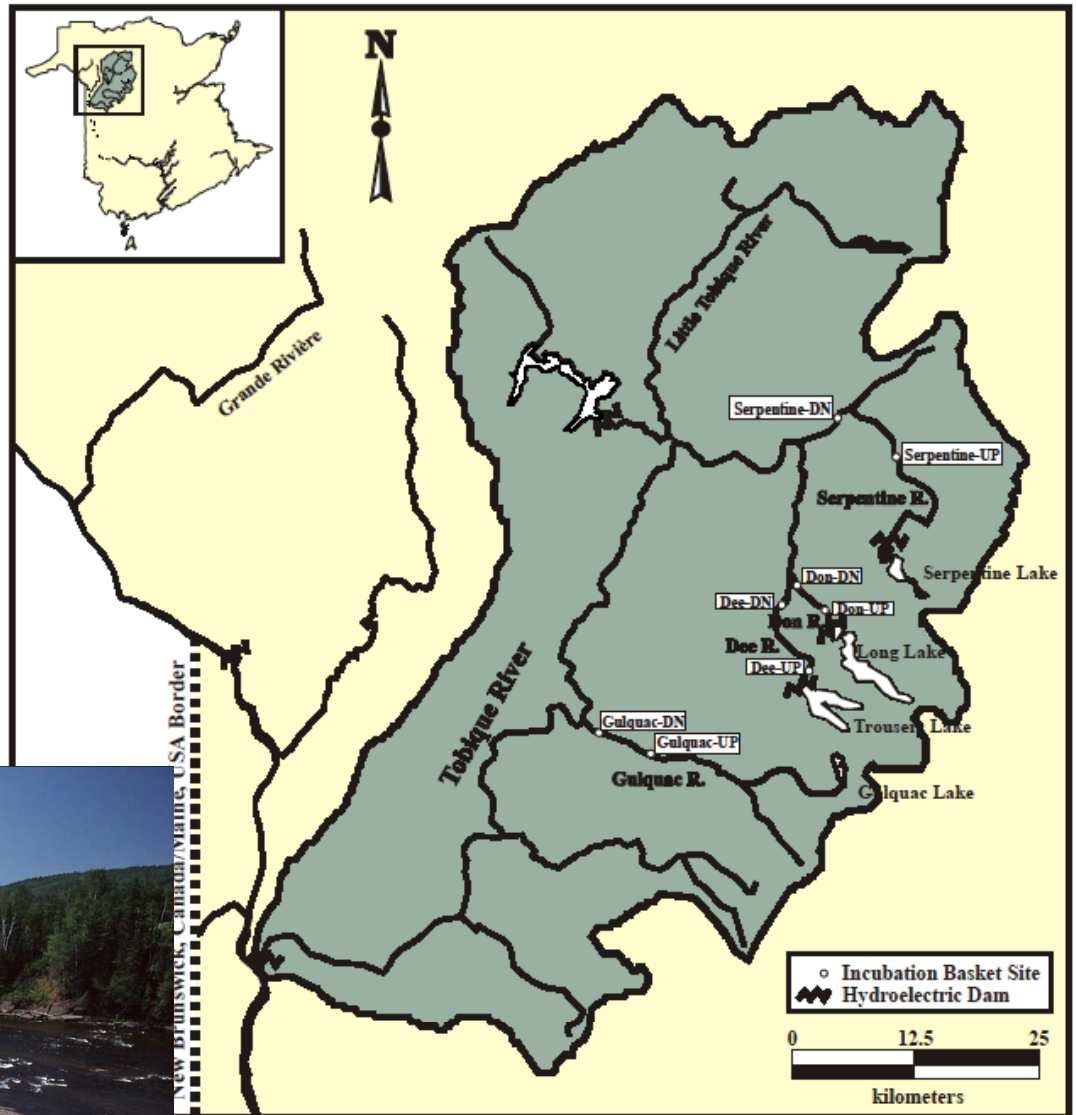 A
N
Grande Rivière
Little Tobique River
Serpentine-DN
Serpentine-UP
Serpentine R.
Serpentine Lake
Don-DN
Dee-DN
Don-UP
Don R.
Dee R.
Long Lake
Dee-UP
Trousers Lake
Tobique River
Gulquac-DN
Gulquac-UP
Gulquac R.
Gulquac Lake
New Brunswick, Canada/Maine, USA Border
Incubation Basket Site
Hydroelectric Dam
0 12.5 25
kilometers